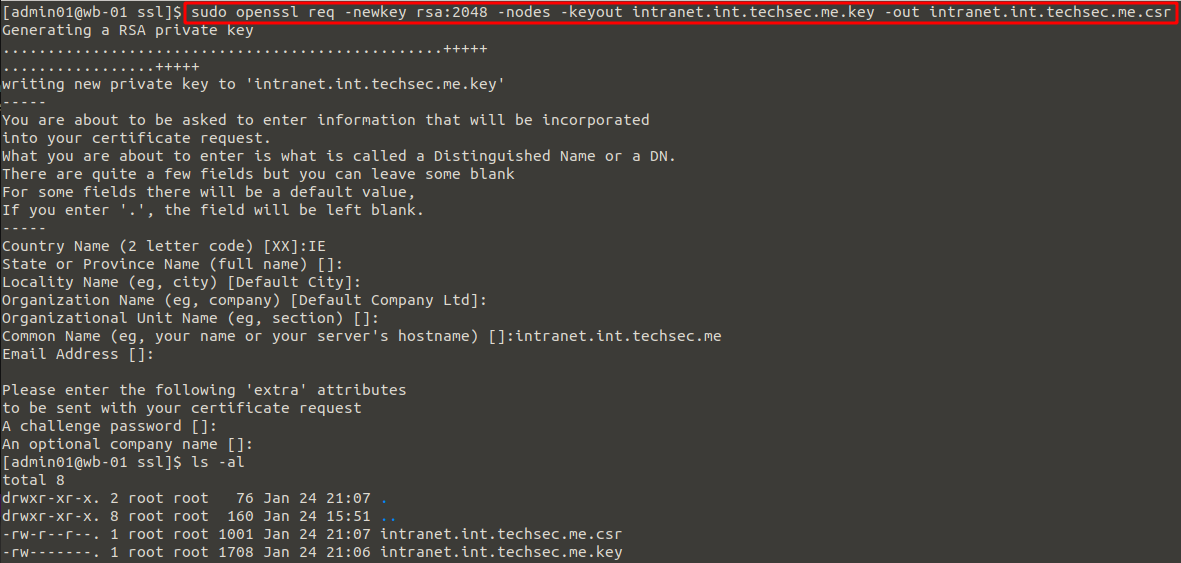 [admin01@wb-01 ssl]$ sudo openssl req -newkey rsa:2048 -nodes -keyout intranet.int.techsec.me.key -out intranet.int.techsec.me.csr
Generating a RSA private key
.................................................+++++
.................+++++
writing new private key to 'intranet.int.techsec.me.key'
-----
You are about to be asked to enter information that will be incorporated
into your certificate request.
What you are about to enter is what is called a Distinguished Name or a DN.
There are quite a few fields but you can leave some blank
For some fields there will be a default value,
If you enter '.', the field will be left blank.
-----
Country Name (2 letter code) [XX]:IE
State or Province Name (full name) []:
Locality Name (eg, city) [Default City]:
Organization Name (eg, company) [Default Company Ltd]:
Organizational Unit Name (eg, section) []:
Common Name (eg, your name or your server's hostname) []:intranet.int.techsec.me
Email Address []:
Please enter the following 'extra' attributes
to be sent with your certificate request
A challenge password []:
An optional company name []:
[admin01@wb-01 ssl]$ ls -al
total 8
drwxr-xr-x. 2 root root   76 Jan 24 21:07 .
drwxr-xr-x. 8 root root  160 Jan 24 15:51 ..
-rw-r--r--. 1 root root 1001 Jan 24 21:07 intranet.int.techsec.me.csr
-rw-------. 1 root root 1708 Jan 24 21:06 intranet.int.techsec.me.key